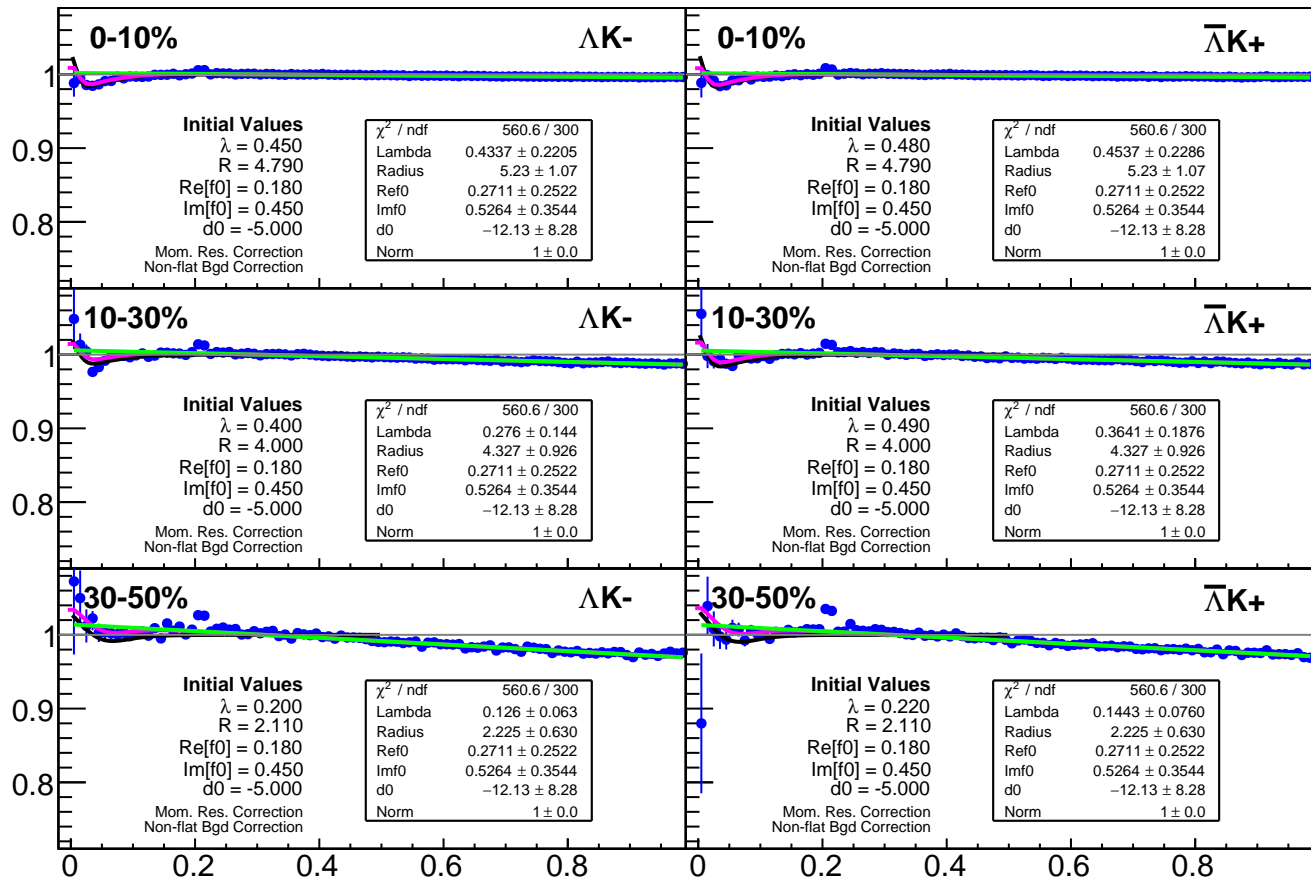 0-10%
ΛK-
1
0.9
0.8
Initial Values
λ = 0.450
R = 4.790
Re[f0] = 0.180
Im[f0] = 0.450
d0 = -5.000
Mom. Res. Correction
Non-flat Bgd Correction
χ² / ndf 560.6 / 300
Lambda 0.4337 ± 0.2205
Radius 5.23 ± 1.07
Ref0 0.2711 ± 0.2522
Imf0 0.5264 ± 0.3544
d0 −12.13 ± 8.28
Norm 1 ± 0.0
0-10%
Λ̅K+
Initial Values
λ = 0.480
R = 4.790
Re[f0] = 0.180
Im[f0] = 0.450
d0 = -5.000
Mom. Res. Correction
Non-flat Bgd Correction
χ² / ndf 560.6 / 300
Lambda 0.4537 ± 0.2286
Radius 5.23 ± 1.07
Ref0 0.2711 ± 0.2522
Imf0 0.5264 ± 0.3544
d0 −12.13 ± 8.28
Norm 1 ± 0.0
10-30%
ΛK-
1
0.9
0.8
Initial Values
λ = 0.400
R = 4.000
Re[f0] = 0.180
Im[f0] = 0.450
d0 = -5.000
Mom. Res. Correction
Non-flat Bgd Correction
χ² / ndf 560.6 / 300
Lambda 0.276 ± 0.144
Radius 4.327 ± 0.926
Ref0 0.2711 ± 0.2522
Imf0 0.5264 ± 0.3544
d0 −12.13 ± 8.28
Norm 1 ± 0.0
10-30%
Λ̅K+
Initial Values
λ = 0.490
R = 4.000
Re[f0] = 0.180
Im[f0] = 0.450
d0 = -5.000
Mom. Res. Correction
Non-flat Bgd Correction
χ² / ndf 560.6 / 300
Lambda 0.3641 ± 0.1876
Radius 4.327 ± 0.926
Ref0 0.2711 ± 0.2522
Imf0 0.5264 ± 0.3544
d0 −12.13 ± 8.28
Norm 1 ± 0.0
30-50%
ΛK-
1
0.9
0.8
Initial Values
λ = 0.200
R = 2.110
Re[f0] = 0.180
Im[f0] = 0.450
d0 = -5.000
Mom. Res. Correction
Non-flat Bgd Correction
χ² / ndf 560.6 / 300
Lambda 0.126 ± 0.063
Radius 2.225 ± 0.630
Ref0 0.2711 ± 0.2522
Imf0 0.5264 ± 0.3544
d0 −12.13 ± 8.28
Norm 1 ± 0.0
30-50%
Λ̅K+
Initial Values
λ = 0.220
R = 2.110
Re[f0] = 0.180
Im[f0] = 0.450
d0 = -5.000
Mom. Res. Correction
Non-flat Bgd Correction
χ² / ndf 560.6 / 300
Lambda 0.1443 ± 0.0760
Radius 2.225 ± 0.630
Ref0 0.2711 ± 0.2522
Imf0 0.5264 ± 0.3544
d0 −12.13 ± 8.28
Norm 1 ± 0.0
0 0.2 0.4 0.6 0.8 0 0.2 0.4 0.6 0.8